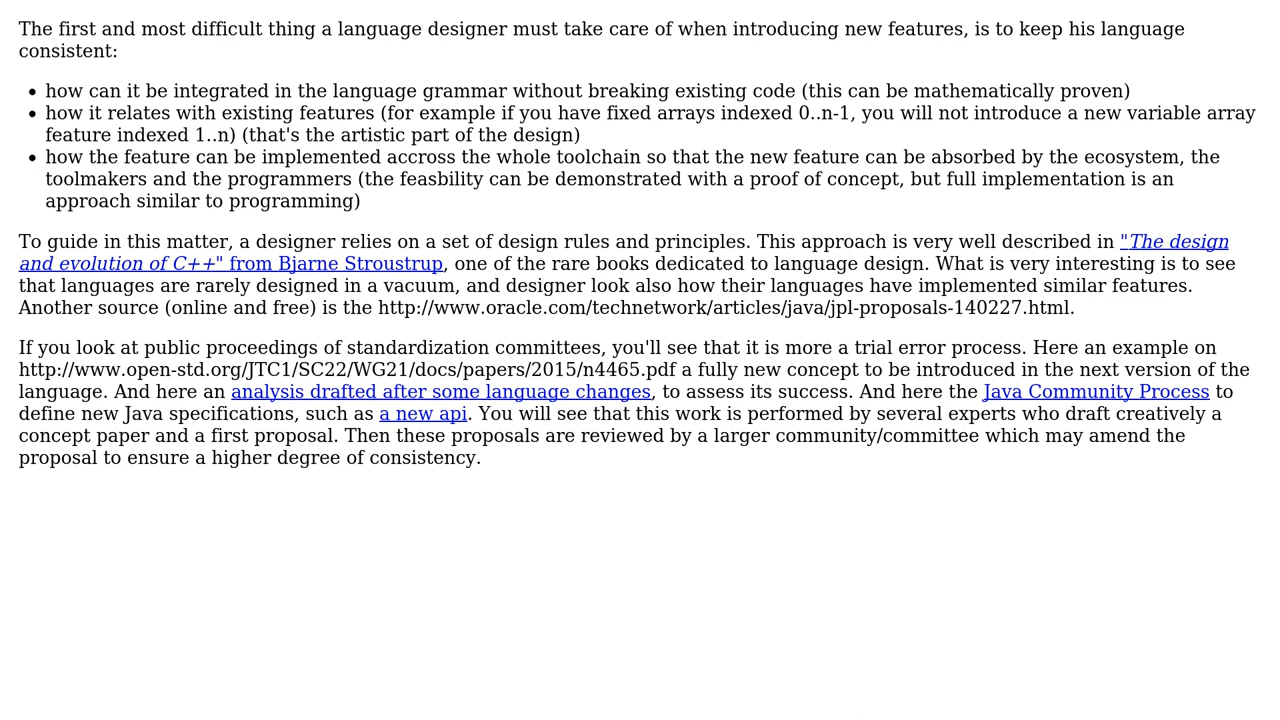 The first and most difficult thing a language designer must take care of when introducing new features, is to keep his language
consistent:
• how can it be integrated in the language grammar without breaking existing code (this can be mathematically proven)
• how it relates with existing features (for example if you have fixed arrays indexed 0..n-1, you will not introduce a new variable array
feature indexed 1..n) (that's the artistic part of the design)
• how the feature can be implemented accross the whole toolchain so that the new feature can be absorbed by the ecosystem, the
toolmakers and the programmers (the feasbility can be demonstrated with a proof of concept, but full implementation is an
approach similar to programming)
To guide in this matter, a designer relies on a set of design rules and principles. This approach is very well described in "The design
and evolution of C++" from Bjarne Stroustrup, one of the rare books dedicated to language design. What is very interesting is to see
that languages are rarely designed in a vacuum, and designer look also how their languages have implemented similar features.
Another source (online and free) is the http://www.oracle.com/technetwork/articles/java/jpl-proposals-140227.html.
If you look at public proceedings of standardization committees, you'll see that it is more a trial error process. Here an example on
http://www.open-std.org/JTC1/SC22/WG21/docs/papers/2015/n4465.pdf a fully new concept to be introduced in the next version of the
language. And here an analysis drafted after some language changes, to assess its success. And here the Java Community Process to
define new Java specifications, such as a new api. You will see that this work is performed by several experts who draft creatively a
concept paper and a first proposal. Then these proposals are reviewed by a larger community/committee which may amend the
proposal to ensure a higher degree of consistency.